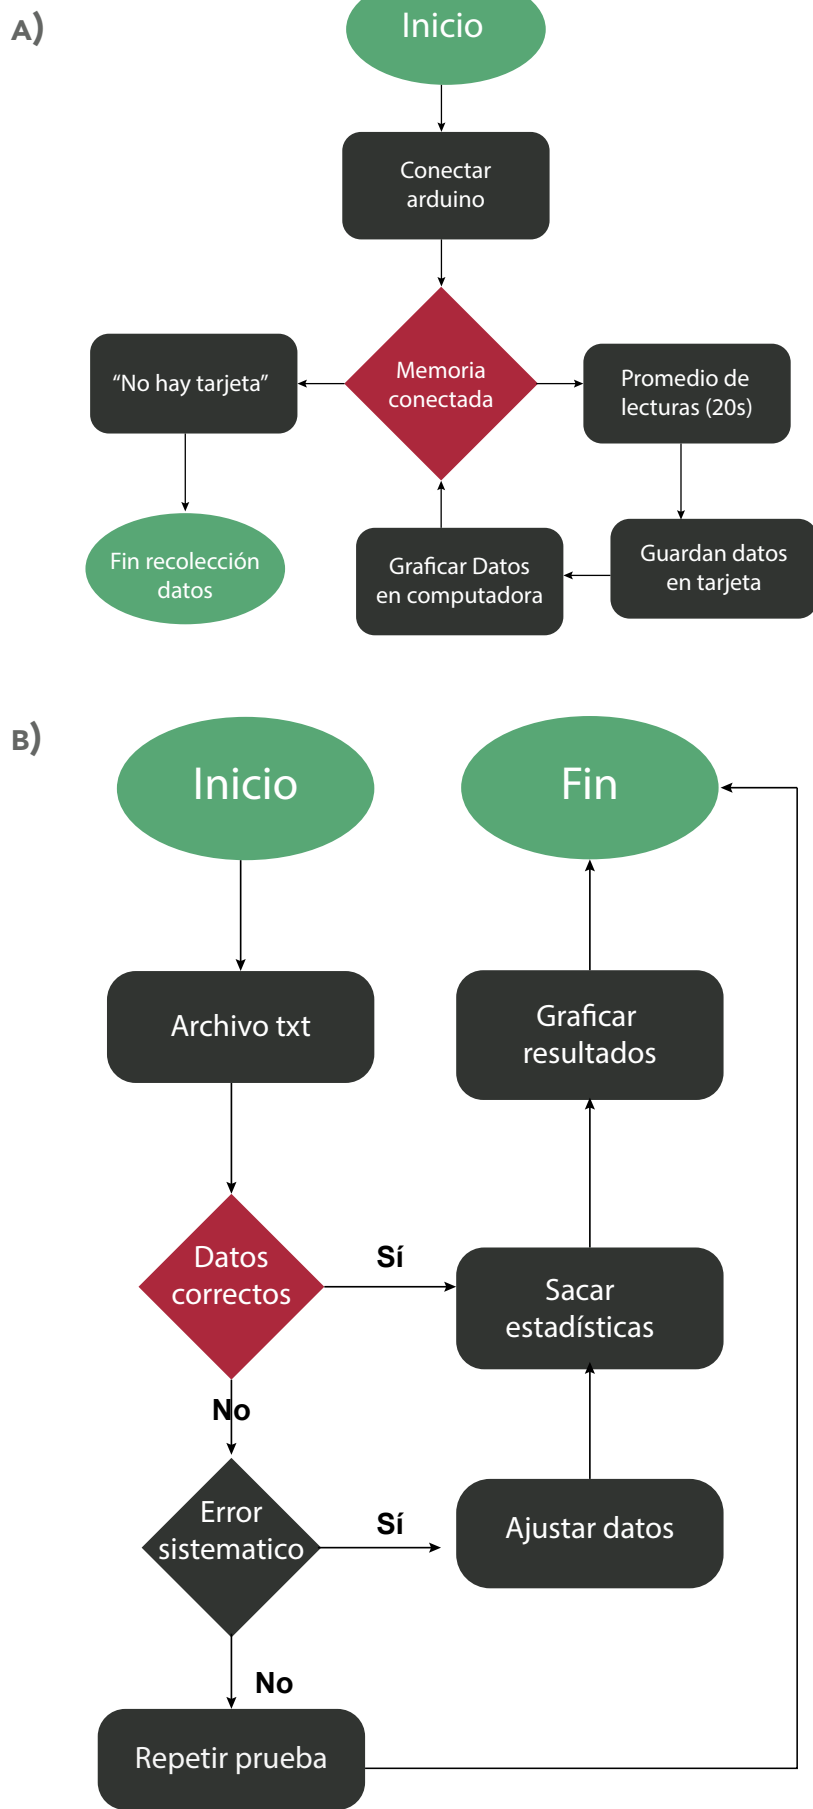 A)
Inicio
Conectar
arduino
Memoria
conectada
“No hay tarjeta”
Fin recolección
datos
Promedio de
lecturas (20s)
Guardan datos
en tarjeta
Graficar Datos
en computadora
B)
Inicio
Archivo txt
Datos
correctos
Sí
No
Error
sistematico
Sí
No
Repetir prueba
Ajustar datos
Sacar
estadísticas
Graficar
resultados
Fin